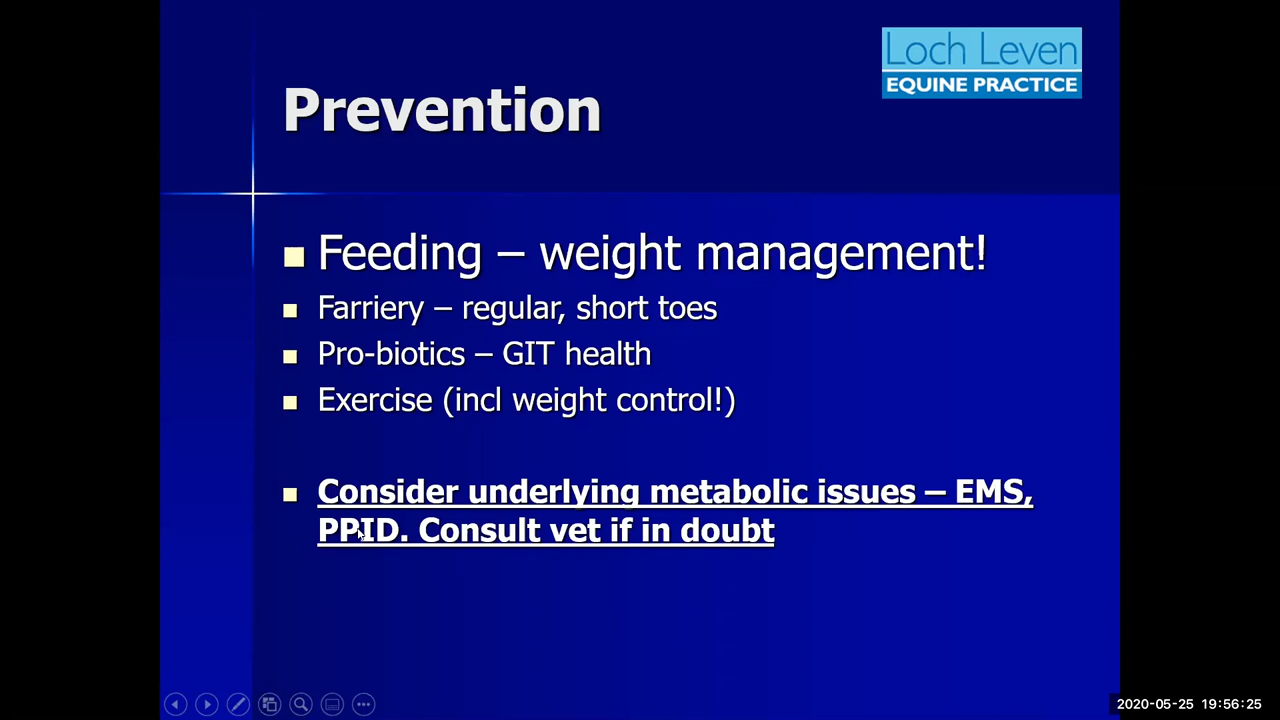 Loch Leven
EQUINE PRACTICE
Prevention
Feeding – weight management!
Farriery – regular, short toes
Pro-biotics – GIT health
Exercise (incl weight control!)
Consider underlying metabolic issues – EMS,
PPID. Consult vet if in doubt
2020-05-25 19:56:25